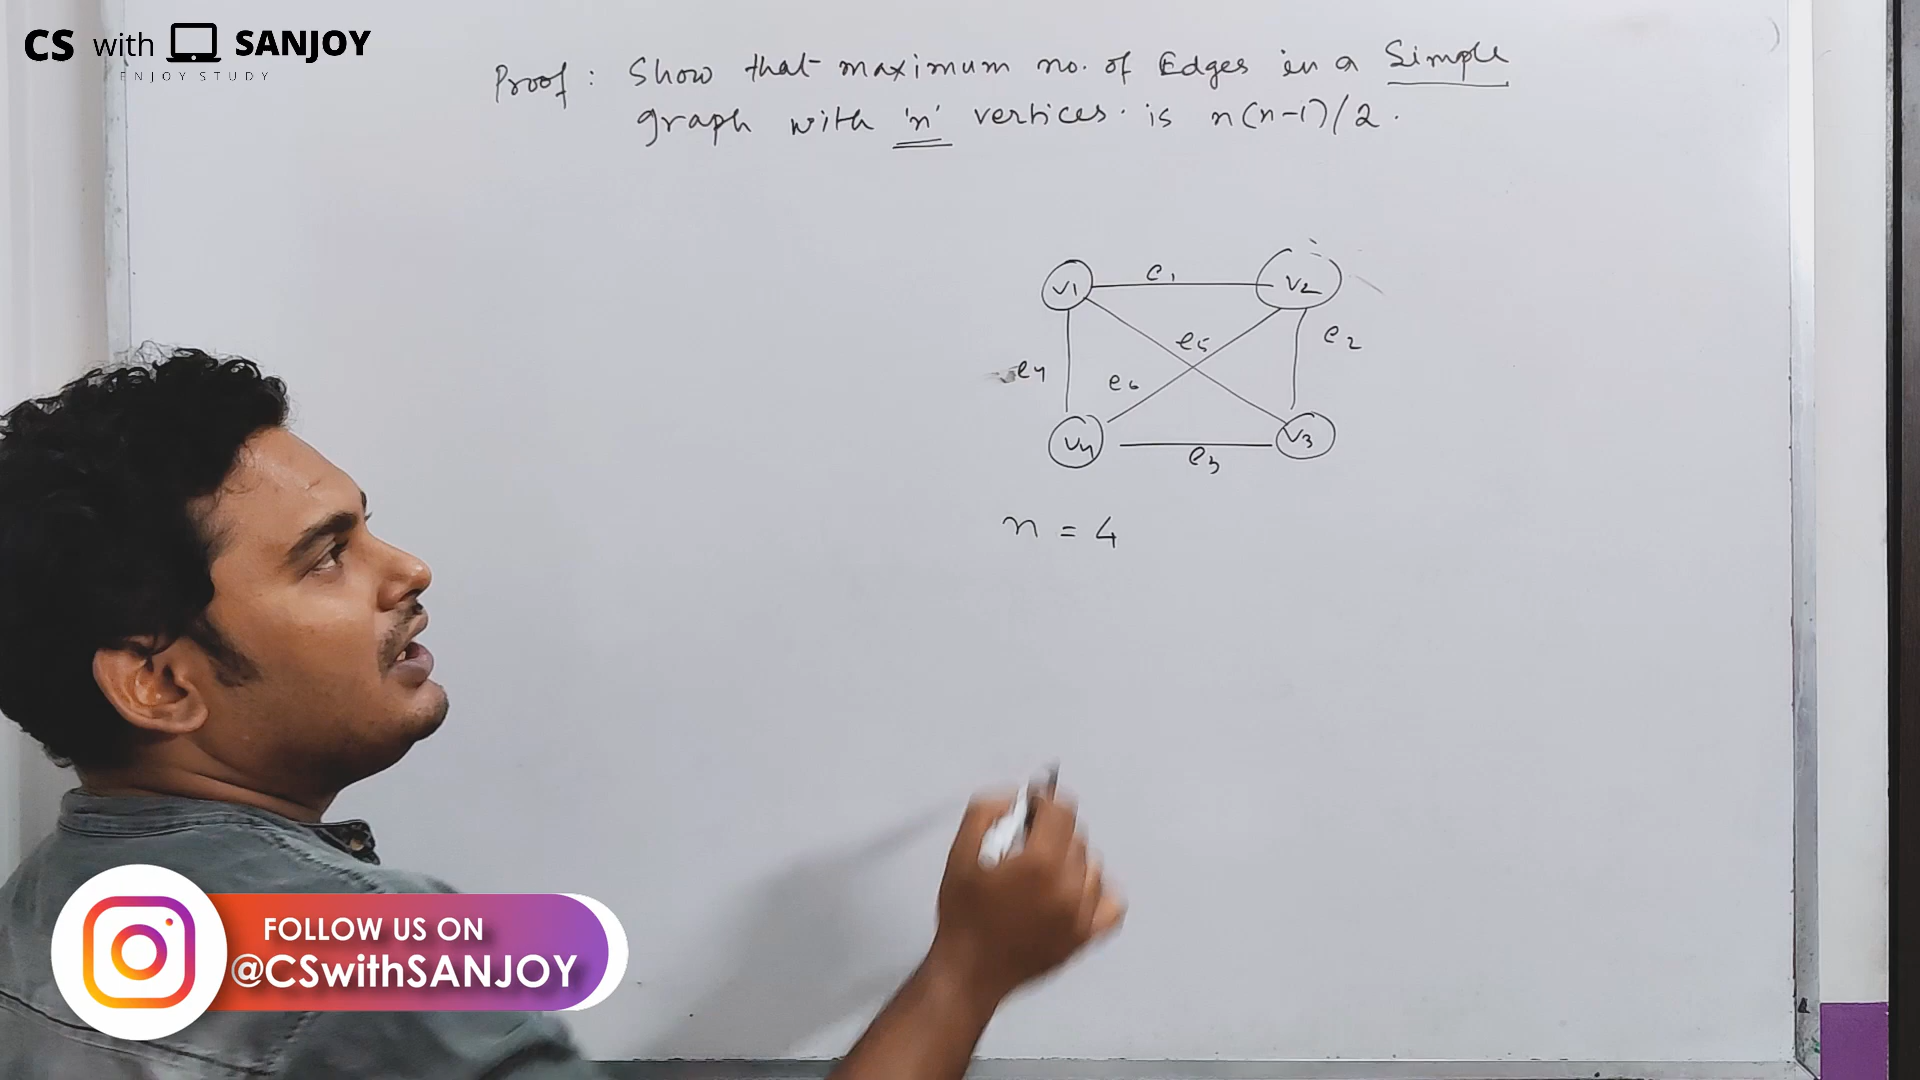 CS with SANJOY
ENJOY STUDY
Proof : Show that maximum no. of Edges in a Simple
graph with 'n' vertices. is n(n-1)/2.
v1 e1 v2
e5 e2
e4 e6
v4 e3 v3
n = 4
FOLLOW US ON
@CSwithSANJOY